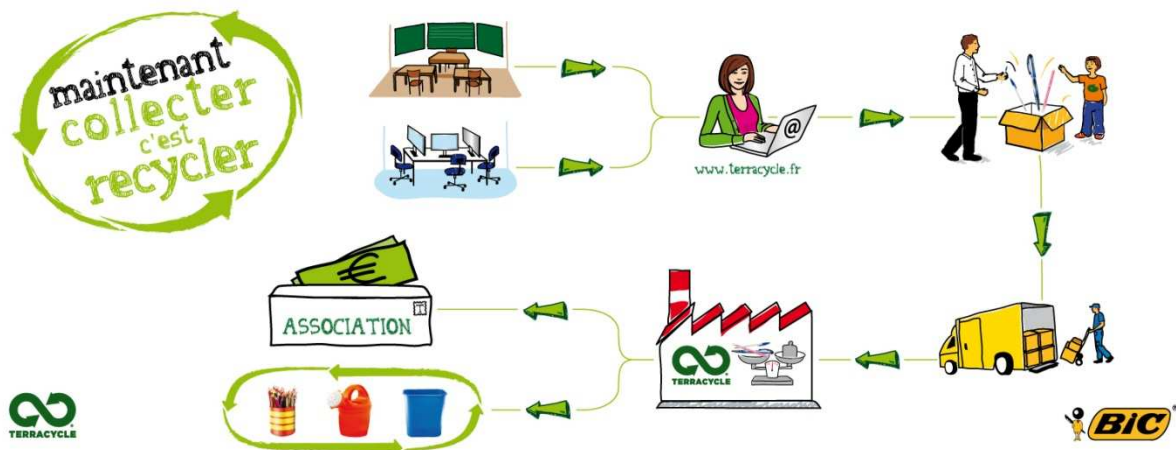 maintenant
collecter
c'est
recycler
@
www.terracycle.fr
€
ASSOCIATION
TERRACYCLE
TERRACYCLE®
BiC®